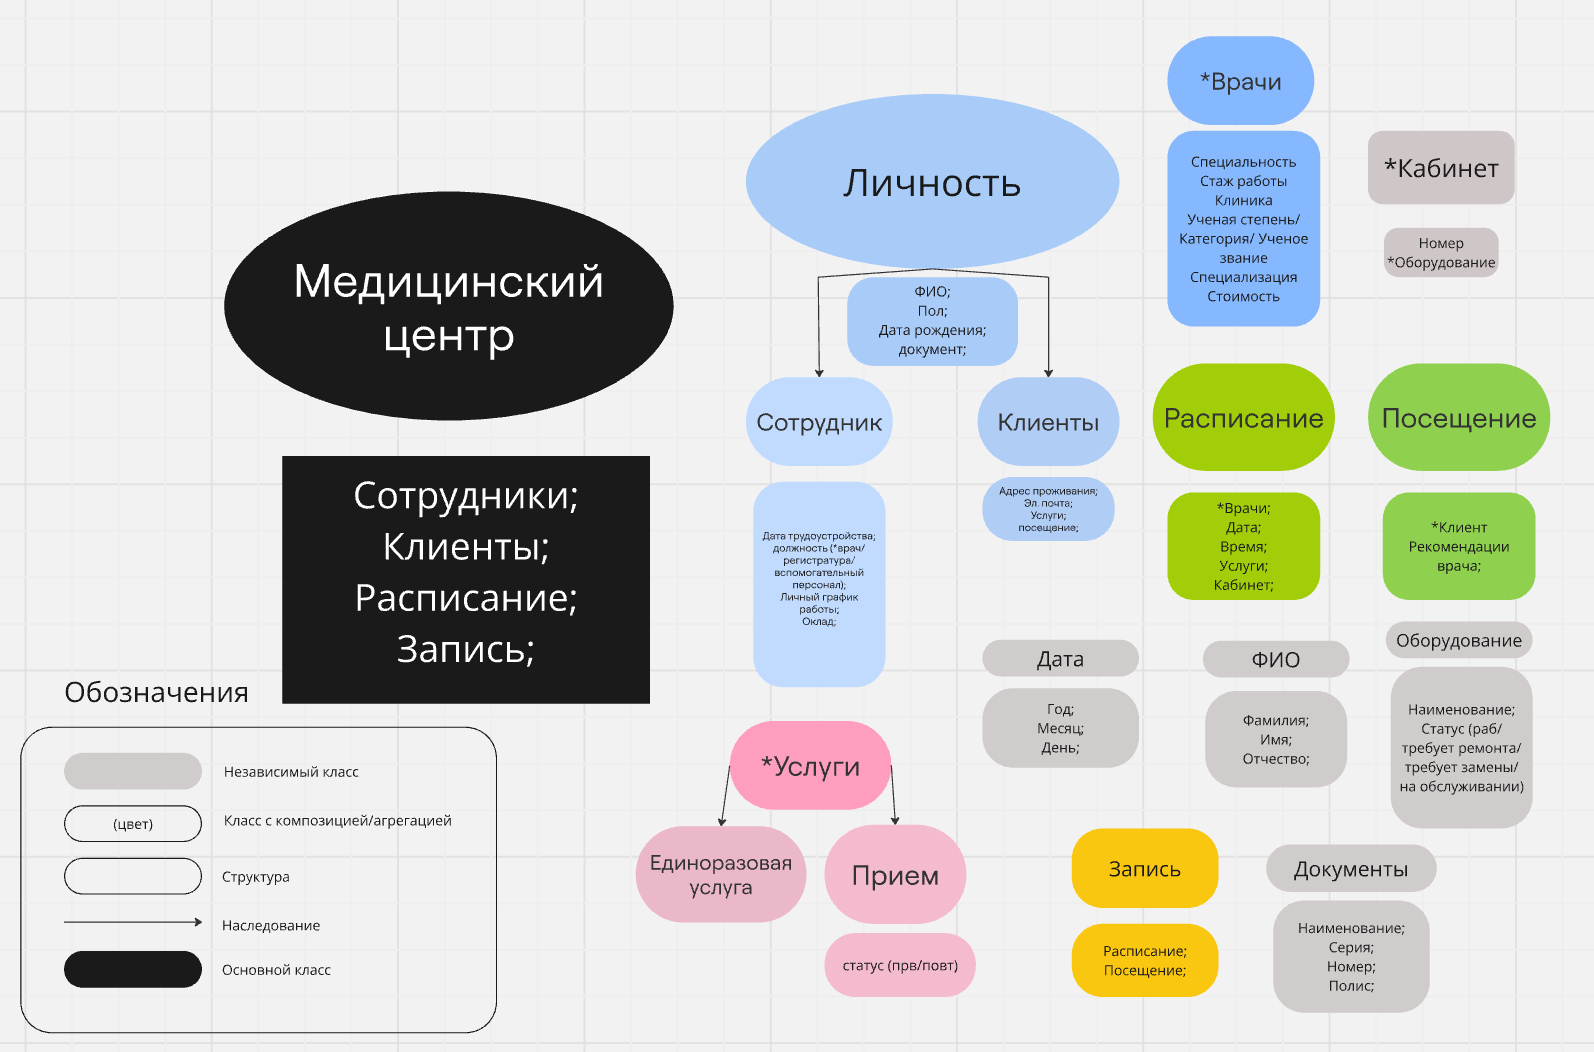 Медицинский
центр
Сотрудники;
Клиенты;
Расписание;
Запись;
Обозначения
Независимый класс
(цвет)
Класс с композицией/агрегацией
Структура
Наследование
Основной класс
Личность
ФИО;
Пол;
Дата рождения;
документ;
Сотрудник
Дата трудоустройства;
должность (*врач/
регистратура/
вспомогательный
персонал);
Личный график
работы;
Оклад;
Клиенты
Адрес проживания;
Эл. почта;
Услуги;
посещение;
*Врачи
Специальность
Стаж работы
Клиника
Ученая степень/
Категория/ Ученое
звание
Специализация
Стоимость
*Кабинет
Номер
*Оборудование
Расписание
*Врачи;
Дата;
Время;
Услуги;
Кабинет;
Посещение
*Клиент
Рекомендации
врача;
Дата
Год;
Месяц;
День;
ФИО
Фамилия;
Имя;
Отчество;
Оборудование
Наименование;
Статус (раб/
требует ремонта/
требует замены/
на обслуживании)
*Услуги
Единоразовая
услуга
Прием
статус (прв/повт)
Запись
Расписание;
Посещение;
Документы
Наименование;
Серия;
Номер;
Полис;